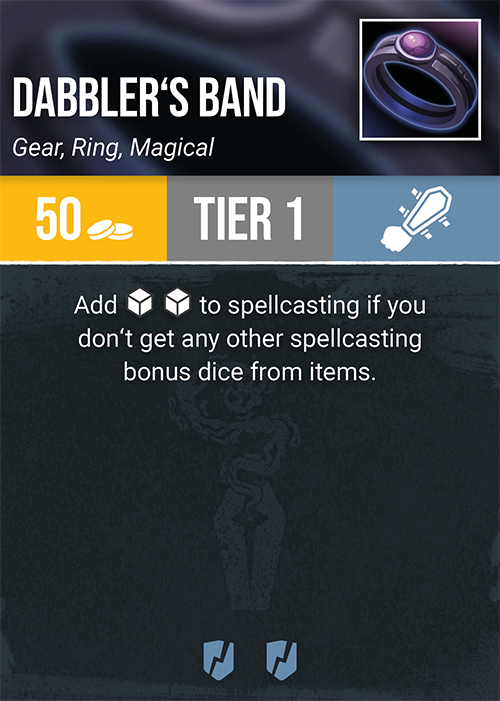 DABBLER‘S BAND
Gear, Ring, Magical
50
TIER 1
Add to spellcasting if you
don‘t get any other spellcasting
bonus dice from items.